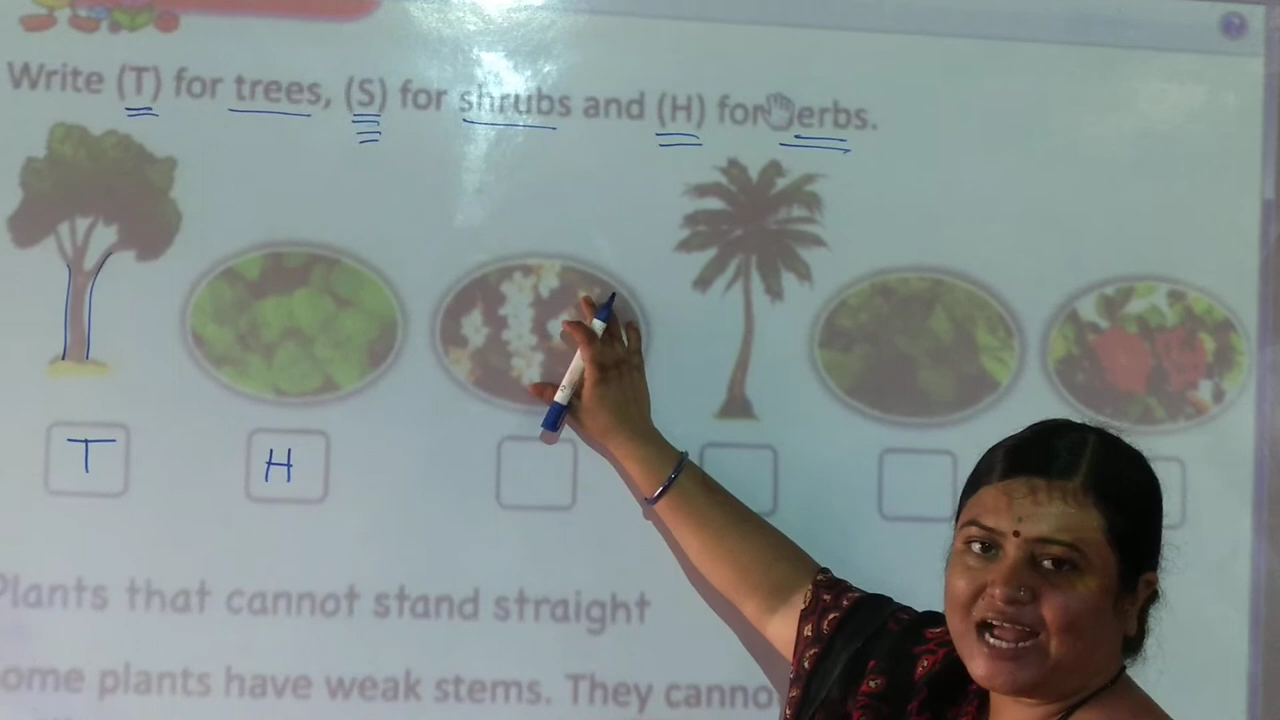 Write (T) for trees, (S) for shrubs and (H) for erbs.
T H
Plants that cannot stand straight
ome plants have weak stems. They canno